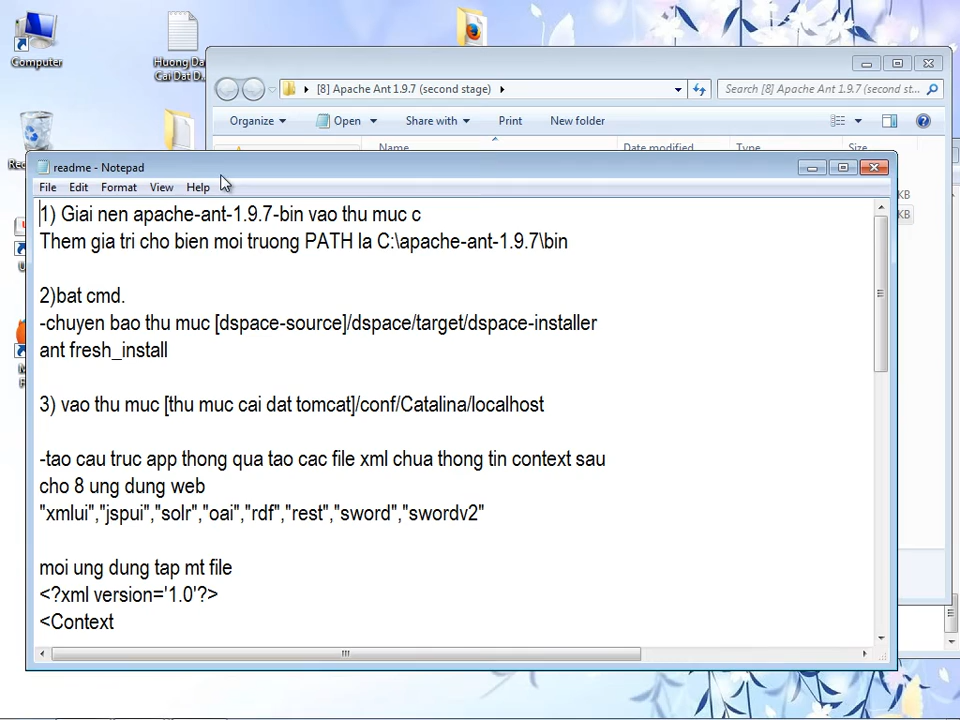 Computer
Huong Da...
Cai Dat D...
[8] Apache Ant 1.9.7 (second stage)
Search [8] Apache Ant 1.9.7 (second st...
Organize
Open
Share with
Print
New folder
Name
Date modified
Type
Size
readme - Notepad
File
Edit
Format
View
Help
KB
KB
1) Giai nen apache-ant-1.9.7-bin vao thu muc c
Them gia tri cho bien moi truong PATH la C:\apache-ant-1.9.7\bin
2)bat cmd.
-chuyen bao thu muc [dspace-source]/dspace/target/dspace-installer
ant fresh_install
3) vao thu muc [thu muc cai dat tomcat]/conf/Catalina/localhost
-tao cau truc app thong qua tao cac file xml chua thong tin context sau
cho 8 ung dung web
"xmlui","jspui","solr","oai","rdf","rest","sword","swordv2"
moi ung dung tap mt file
<?xml version='1.0'?>
<Context